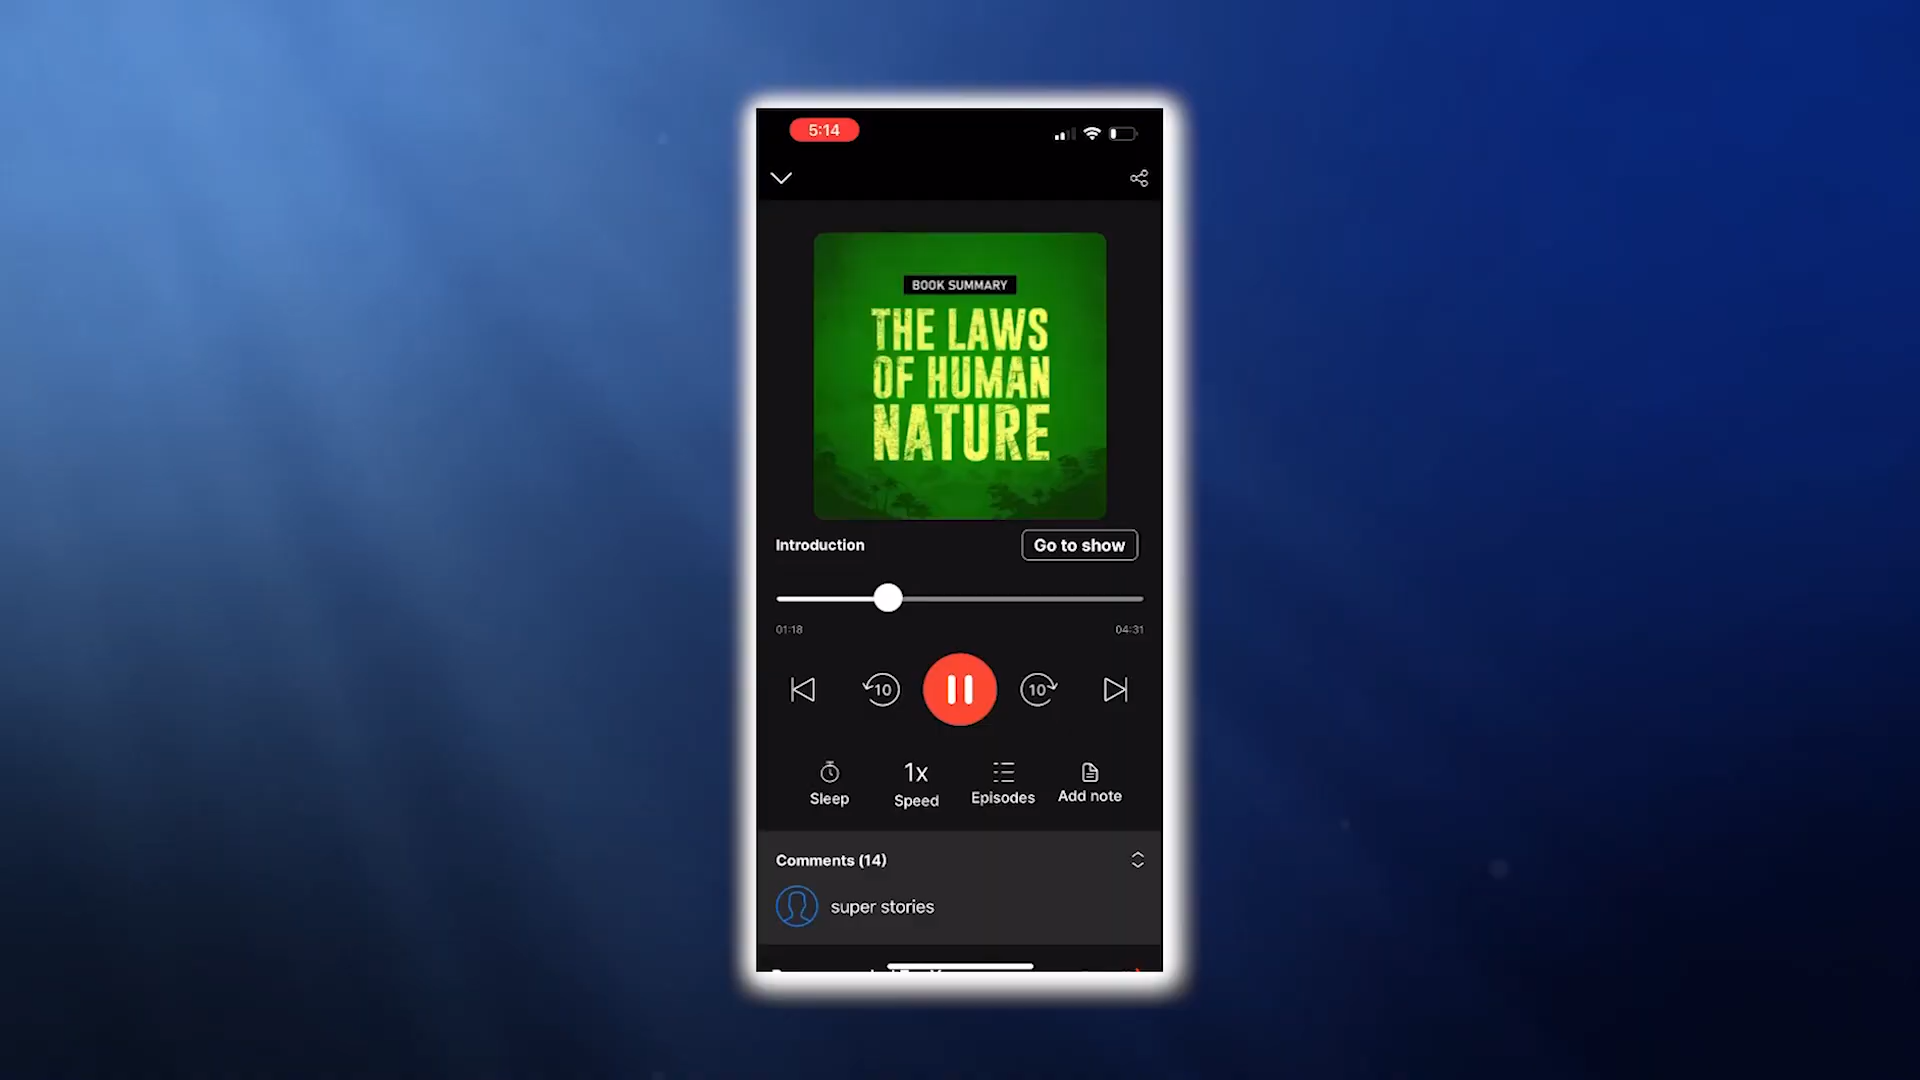 5:14
BOOK SUMMARY
THE LAWS
OF HUMAN
NATURE
Introduction
Go to show
01:18
04:31
10
10
Sleep
1x
Speed
Episodes
Add note
Comments (14)
super stories